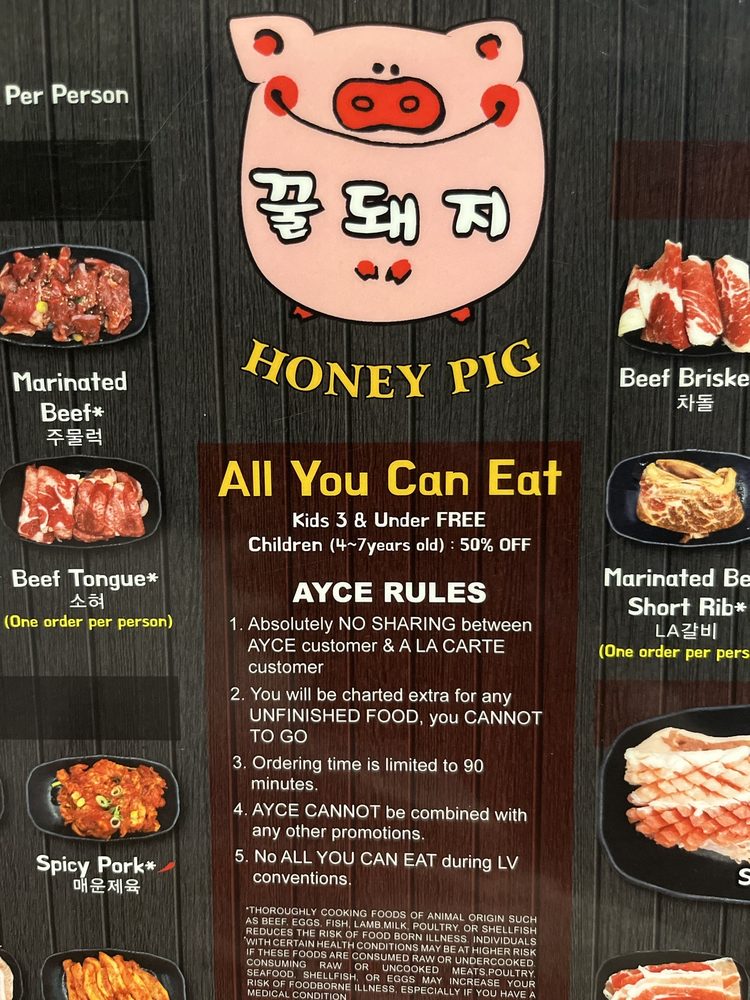 Per Person
꿀돼지
HONEY PIG
Marinated
Beef*
주물럭
Beef Tongue*
소혀
(One order per person)
Spicy Pork*
매운제육
All You Can Eat
Kids 3 & Under FREE
Children (4~7years old) : 50% OFF
AYCE RULES
1. Absolutely NO SHARING between
AYCE customer & A LA CARTE
customer
2. You will be charted extra for any
UNFINISHED FOOD, you CANNOT
TO GO
3. Ordering time is limited to 90
minutes.
4. AYCE CANNOT be combined with
any other promotions.
5. No ALL YOU CAN EAT during LV
conventions.
*THOROUGHLY COOKING FOODS OF ANIMAL ORIGIN SUCH
AS BEEF, EGGS, FISH, LAMB,MILK, POULTRY, OR SHELLFISH
REDUCES THE RISK OF FOOD BORN ILLNESS. INDIVIDUALS
*WITH CERTAIN HEALTH CONDITIONS MAY BE AT HIGHER RISK
IF THESE FOODS ARE CONSUMED RAW OR UNDERCOOKED.
CONSUMING RAW OR UNCOOKED MEATS,POULTRY,
SEAFOOD, SHELLFISH, OR EGGS MAY INCREASE YOUR
RISK OF FOODBORNE ILLNESS, ESPECIALLY IF YOU HAVE A
MEDICAL CONDITION
Beef Briske
차돌
Marinated Be
Short Rib*
LA갈비
(One order per pers
S